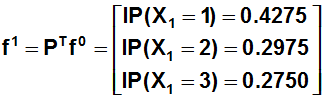 IP(X₁ = 1) = 0.4275
f¹ = Pᵀf⁰ = IP(X₁ = 2) = 0.2975
IP(X₁ = 3) = 0.2750